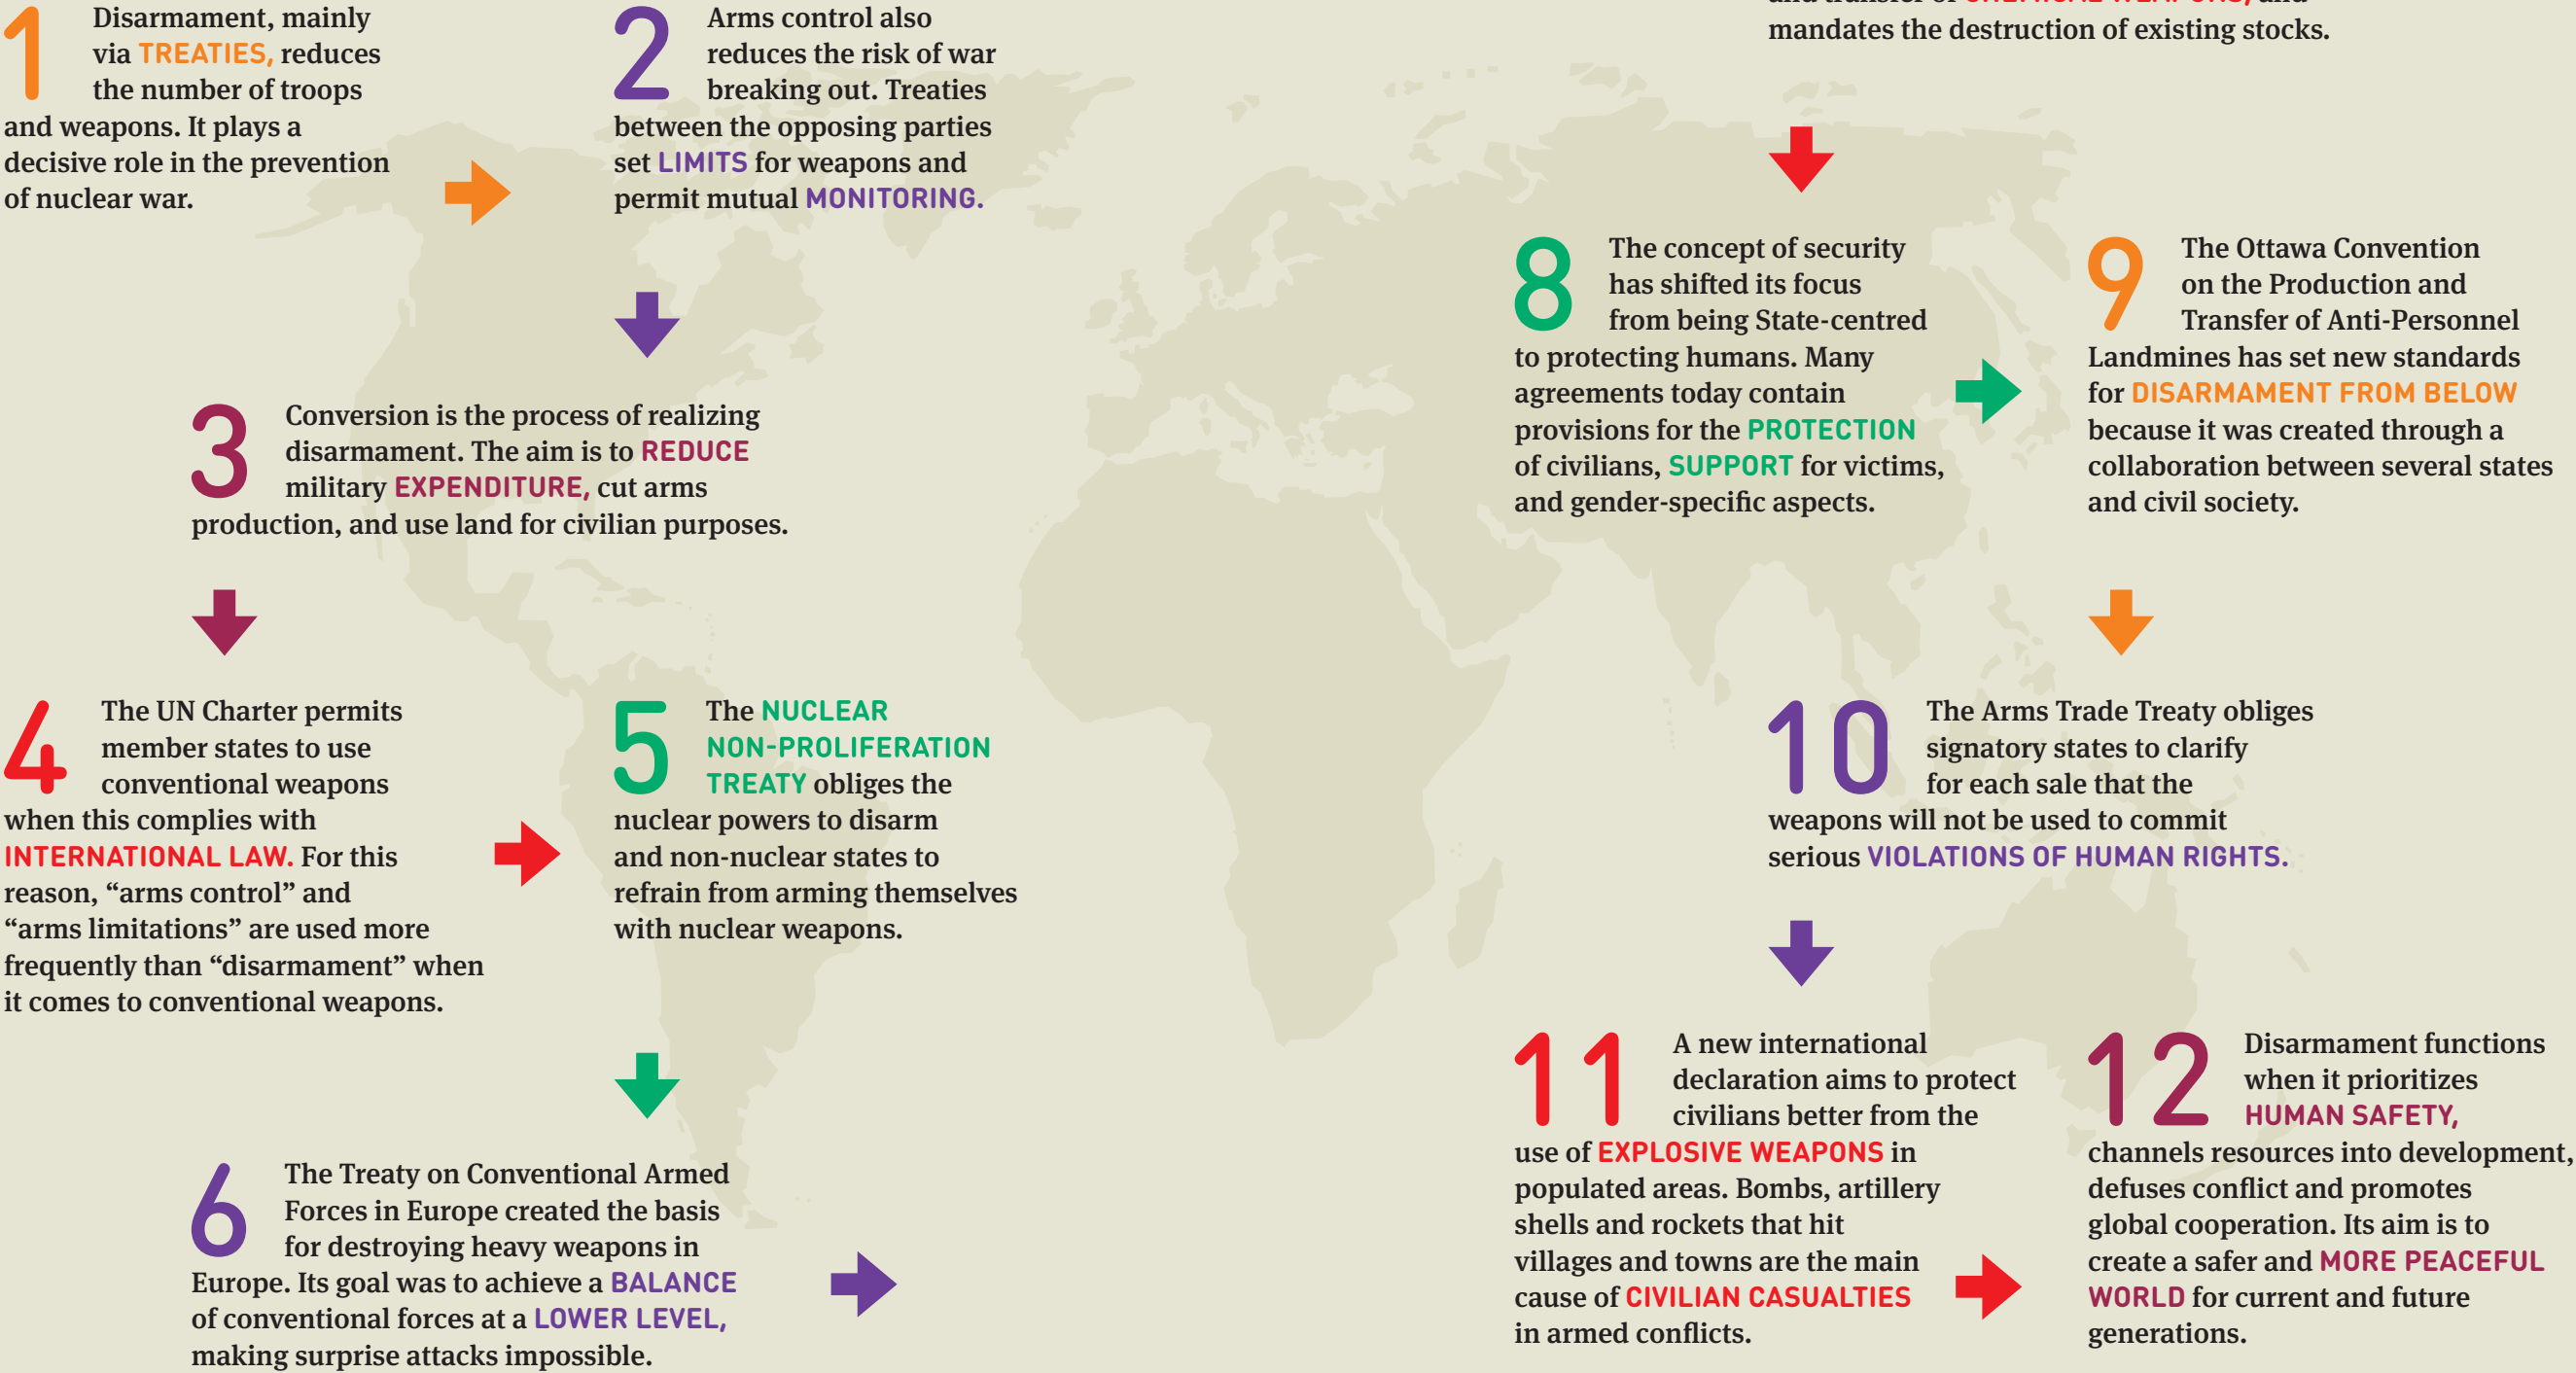 1
Disarmament, mainly
via TREATIES, reduces
the number of troops
and weapons. It plays a
decisive role in the prevention
of nuclear war.
2
Arms control also
reduces the risk of war
breaking out. Treaties
between the opposing parties
set LIMITS for weapons and
permit mutual MONITORING.
3
Conversion is the process of realizing
disarmament. The aim is to REDUCE
military EXPENDITURE, cut arms
production, and use land for civilian purposes.
4
The UN Charter permits
member states to use
conventional weapons
when this complies with
INTERNATIONAL LAW. For this
reason, “arms control” and
“arms limitations” are used more
frequently than “disarmament” when
it comes to conventional weapons.
5
The NUCLEAR
NON-PROLIFERATION
TREATY obliges the
nuclear powers to disarm
and non-nuclear states to
refrain from arming themselves
with nuclear weapons.
6
The Treaty on Conventional Armed
Forces in Europe created the basis
for destroying heavy weapons in
Europe. Its goal was to achieve a BALANCE
of conventional forces at a LOWER LEVEL,
making surprise attacks impossible.
and transfer of CHEMICAL WEAPONS, and
mandates the destruction of existing stocks.
8
The concept of security
has shifted its focus
from being State-centred
to protecting humans. Many
agreements today contain
provisions for the PROTECTION
of civilians, SUPPORT for victims,
and gender-specific aspects.
9
The Ottawa Convention
on the Production and
Transfer of Anti-Personnel
Landmines has set new standards
for DISARMAMENT FROM BELOW
because it was created through a
collaboration between several states
and civil society.
10
The Arms Trade Treaty obliges
signatory states to clarify
for each sale that the
weapons will not be used to commit
serious VIOLATIONS OF HUMAN RIGHTS.
11
A new international
declaration aims to protect
civilians better from the
use of EXPLOSIVE WEAPONS in
populated areas. Bombs, artillery
shells and rockets that hit
villages and towns are the main
cause of CIVILIAN CASUALTIES
in armed conflicts.
12
Disarmament functions
when it prioritizes
HUMAN SAFETY,
channels resources into development,
defuses conflict and promotes
global cooperation. Its aim is to
create a safer and MORE PEACEFUL
WORLD for current and future
generations.